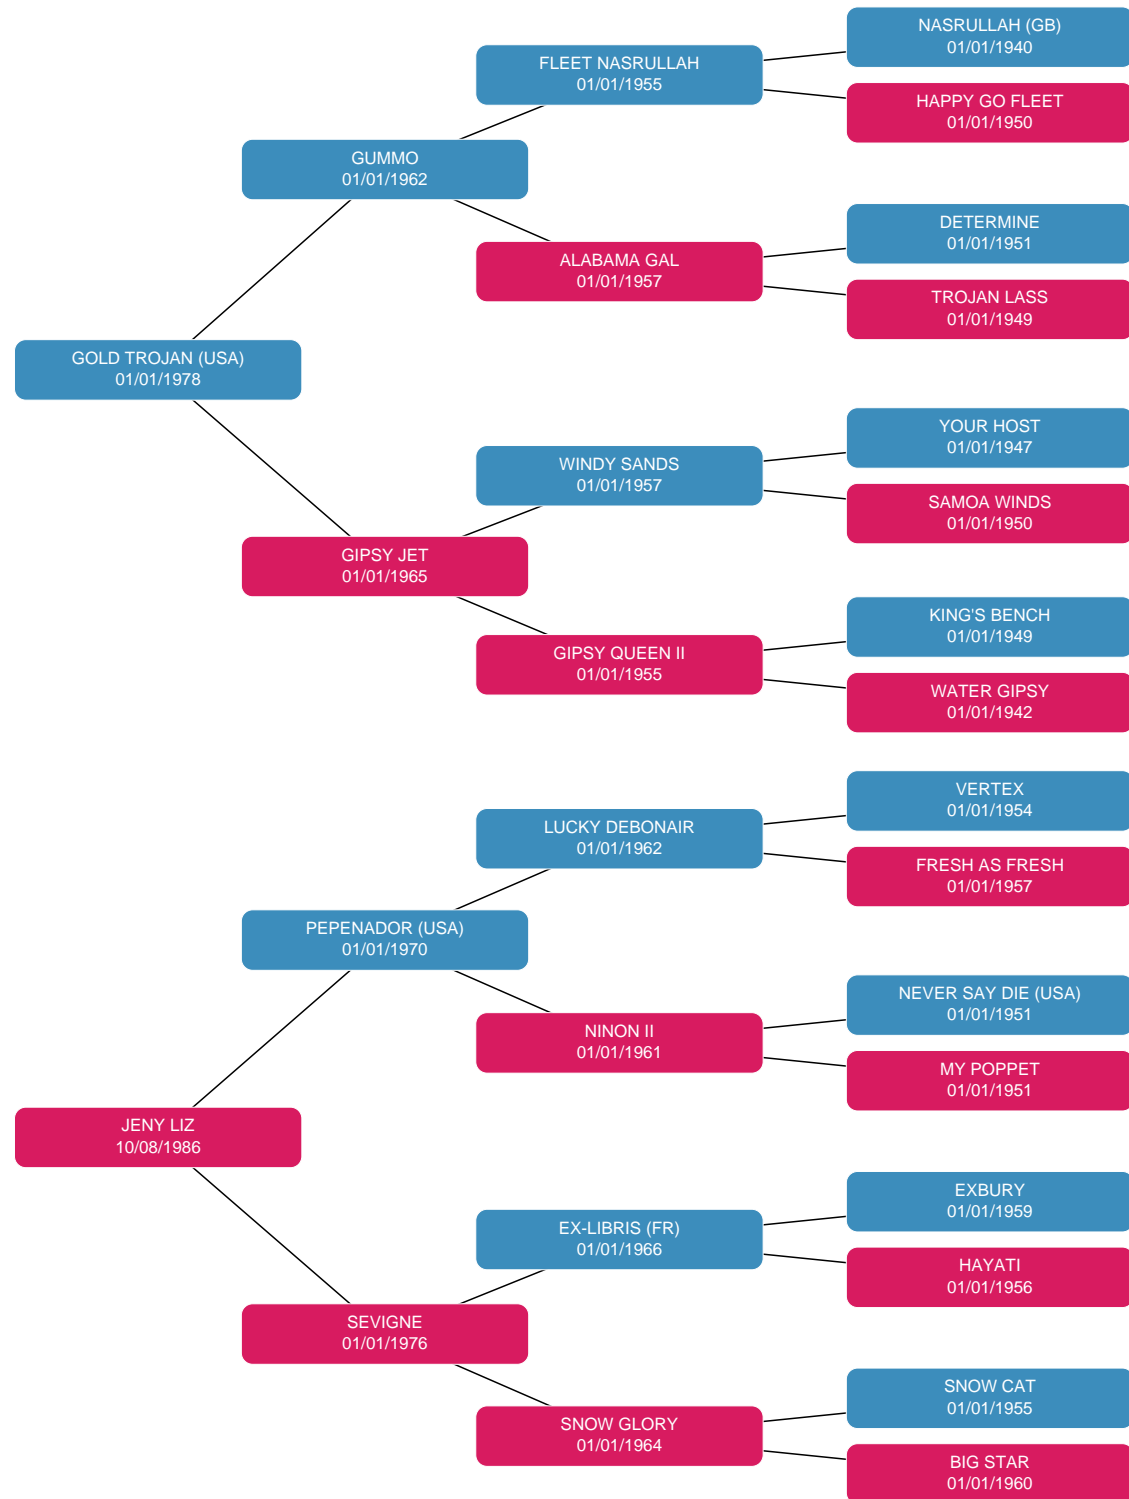 NASRULLAH (GB)
01/01/1940
FLEET NASRULLAH
01/01/1955
HAPPY GO FLEET
01/01/1950
GUMMO
01/01/1962
DETERMINE
01/01/1951
ALABAMA GAL
01/01/1957
TROJAN LASS
01/01/1949
GOLD TROJAN (USA)
01/01/1978
YOUR HOST
01/01/1947
WINDY SANDS
01/01/1957
SAMOA WINDS
01/01/1950
GIPSY JET
01/01/1965
KING'S BENCH
01/01/1949
GIPSY QUEEN II
01/01/1955
WATER GIPSY
01/01/1942
VERTEX
01/01/1954
LUCKY DEBONAIR
01/01/1962
FRESH AS FRESH
01/01/1957
PEPENADOR (USA)
01/01/1970
NEVER SAY DIE (USA)
01/01/1951
NINON II
01/01/1961
MY POPPET
01/01/1951
JENY LIZ
10/08/1986
EXBURY
01/01/1959
EX-LIBRIS (FR)
01/01/1966
HAYATI
01/01/1956
SEVIGNE
01/01/1976
SNOW CAT
01/01/1955
SNOW GLORY
01/01/1964
BIG STAR
01/01/1960